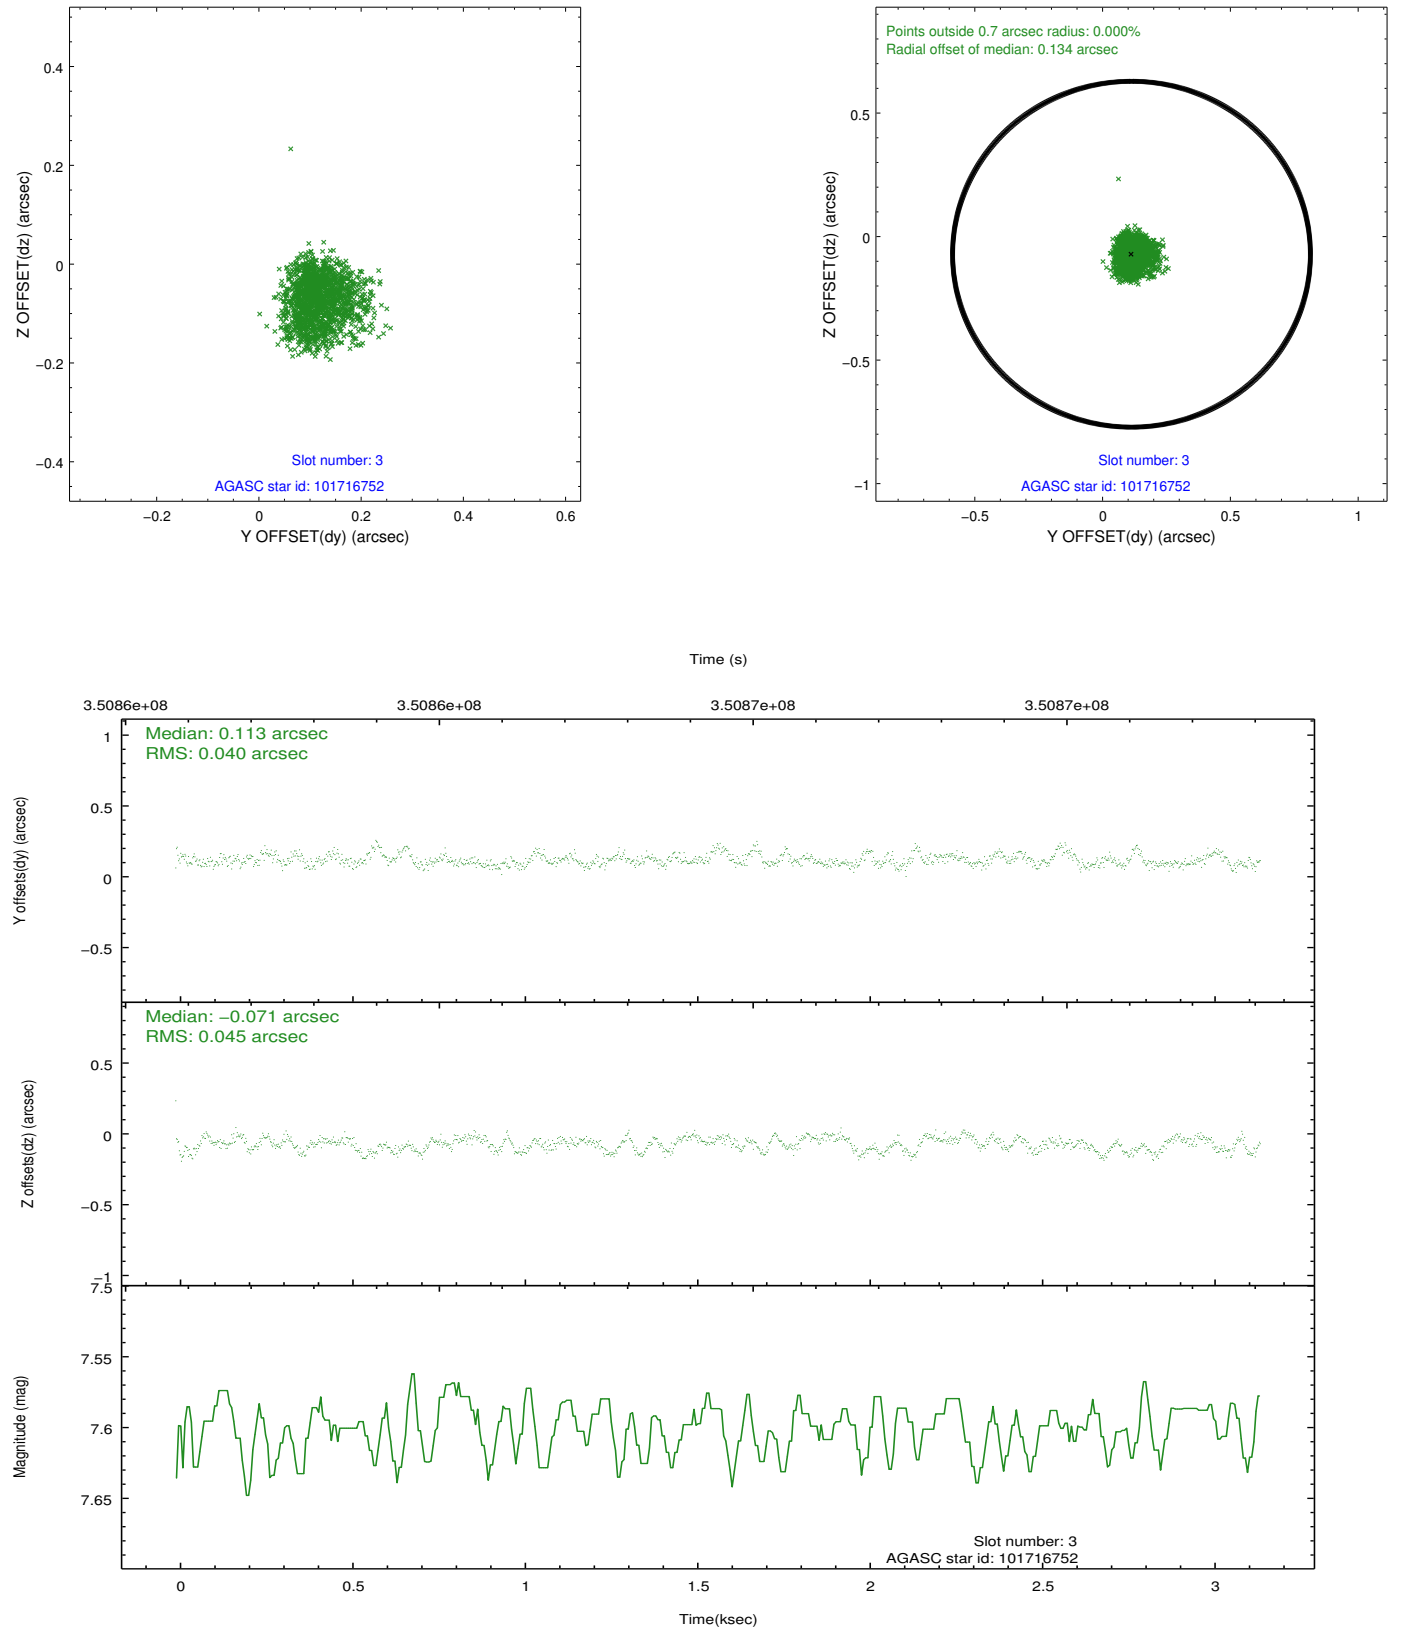 0.4
0.2
0
−0.2
−0.4
Z OFFSET(dz) (arcsec)
Slot number: 3
AGASC star id: 101716752
−0.2 0 0.2 0.4 0.6
Y OFFSET(dy) (arcsec)
Points outside 0.7 arcsec radius: 0.000%
Radial offset of median: 0.134 arcsec
0.5
0
−0.5
−1
Z OFFSET(dz) (arcsec)
Slot number: 3
AGASC star id: 101716752
−0.5 0 0.5 1
Y OFFSET(dy) (arcsec)
Time (s)
3.5086e+08 3.5086e+08 3.5087e+08 3.5087e+08
Median: 0.113 arcsec
RMS: 0.040 arcsec
1
0.5
0
−0.5
Y offsets(dy) (arcsec)
Median: −0.071 arcsec
RMS: 0.045 arcsec
0.5
0
−0.5
−1
Z offsets(dz) (arcsec)
7.5
7.55
7.6
7.65
Magnitude (mag)
Slot number: 3
AGASC star id: 101716752
0 0.5 1 1.5 2 2.5 3
Time(ksec)